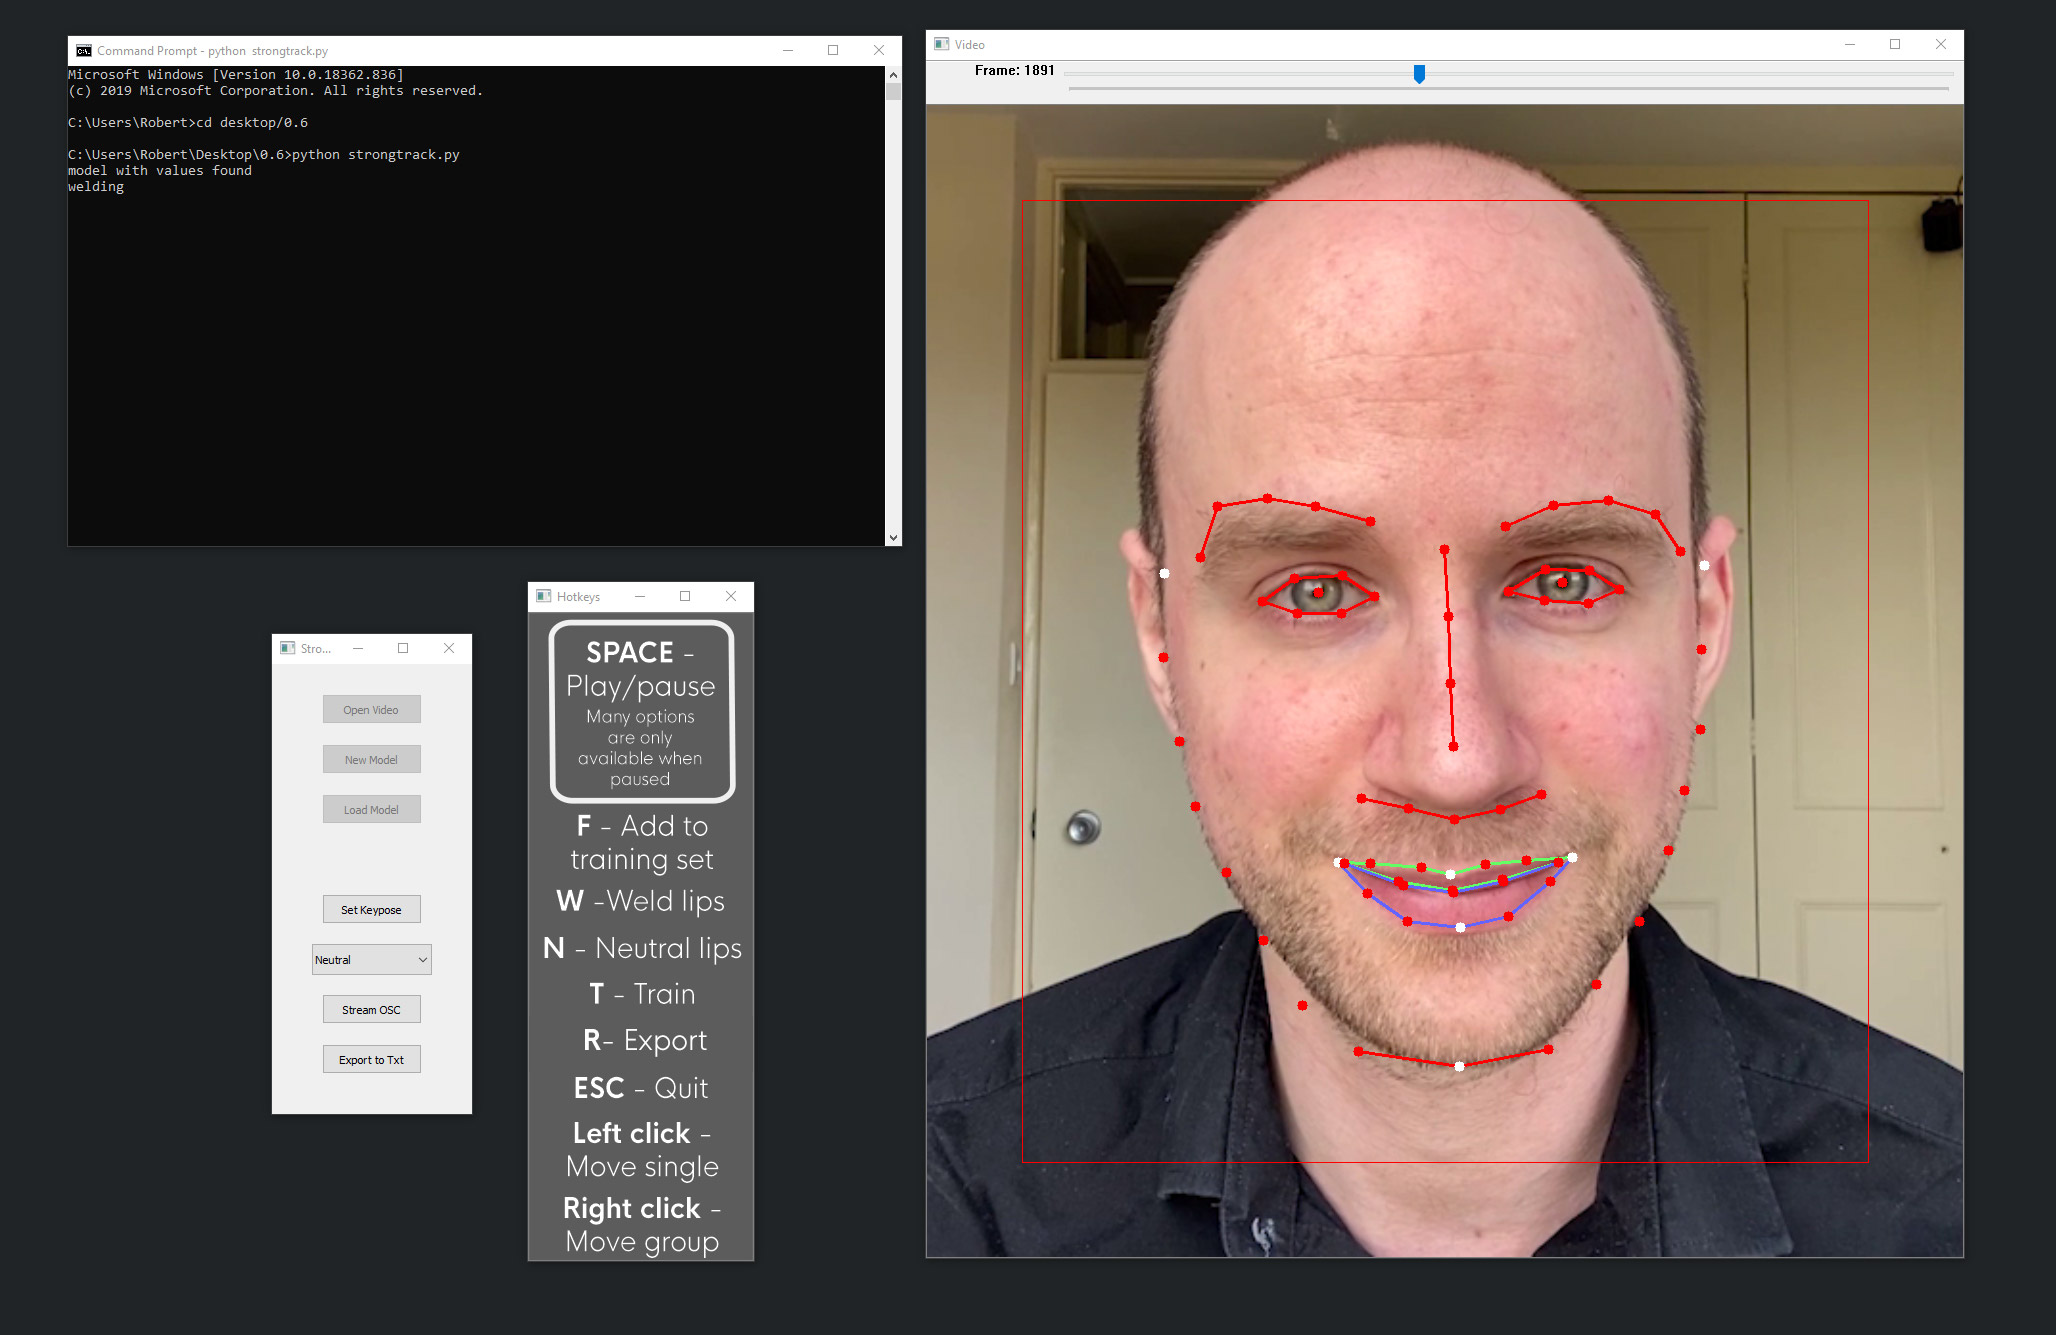 Command Prompt - python  strongtrack.py
Microsoft Windows [Version 10.0.18362.836]
(c) 2019 Microsoft Corporation. All rights reserved.
C:\Users\Robert>cd desktop/0.6
C:\Users\Robert\Desktop\0.6>python strongtrack.py
model with values found
welding
Video
Frame: 1891
Stro...
Open Video
New Model
Load Model
Set Keypose
Neutral
Stream OSC
Export to Txt
Hotkeys
SPACE -
Play/pause
Many options
are only
available when
paused
F - Add to
training set
W -Weld lips
N - Neutral lips
T - Train
R- Export
ESC - Quit
Left click -
Move single
Right click -
Move group